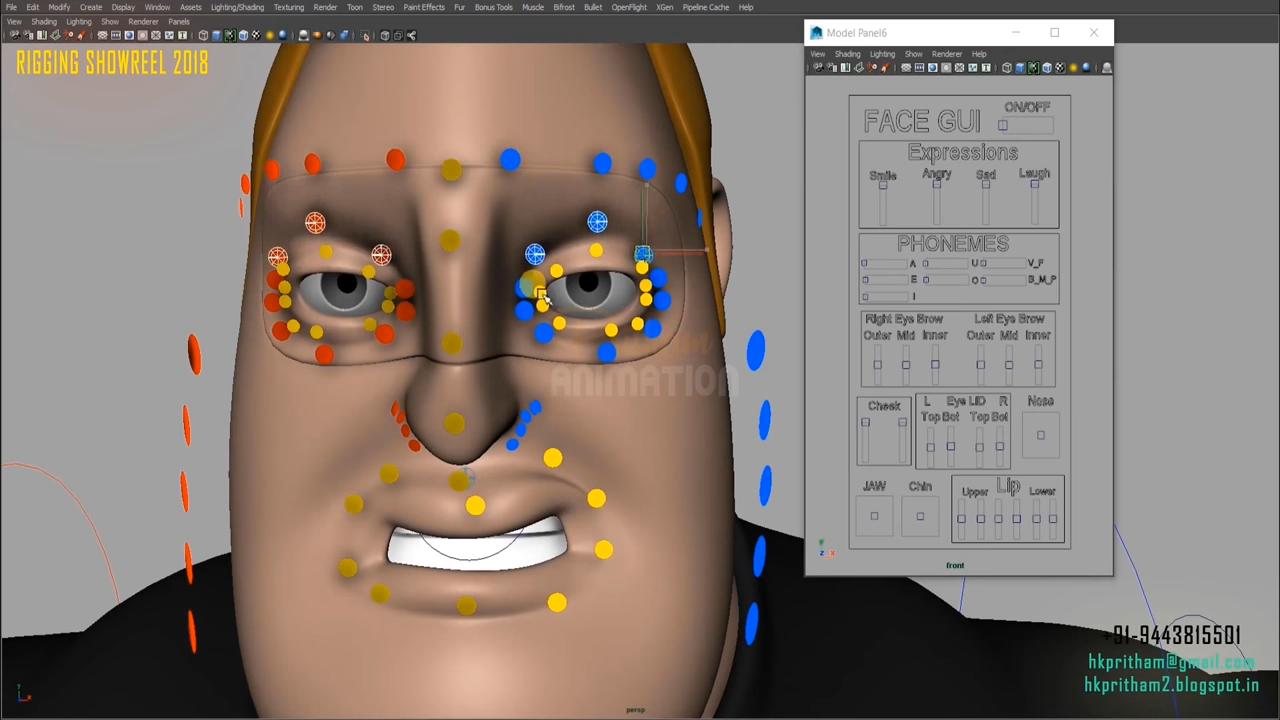 File Edit Modify Create Display Window Assets Lighting/Shading Texturing Render Toon Stereo Paint Effects Fur Bonus Tools Muscle Bifrost Bullet OpenFlight XGen Pipeline Cache Help
View Shading Lighting Show Renderer Panels
RIGGING SHOWREEL 2018
Model Panel6
View Shading Lighting Show Renderer Help
FACE GUI
ON/OFF
Expressions
Smile Angry Sad Laugh
PHONEMES
A U V_F
E O B_M_P
I
Right Eye Brow Left Eye Brow
Outer Mid Inner Outer Mid Inner
Cheek
L Eye LID R
Top Bot Top Bot
Nose
JAW Chin
Lip
Upper Lower
front
ANIMATION
persp
+91-9443815501
hkpritham@gmail.com
hkpritham2.blogspot.in